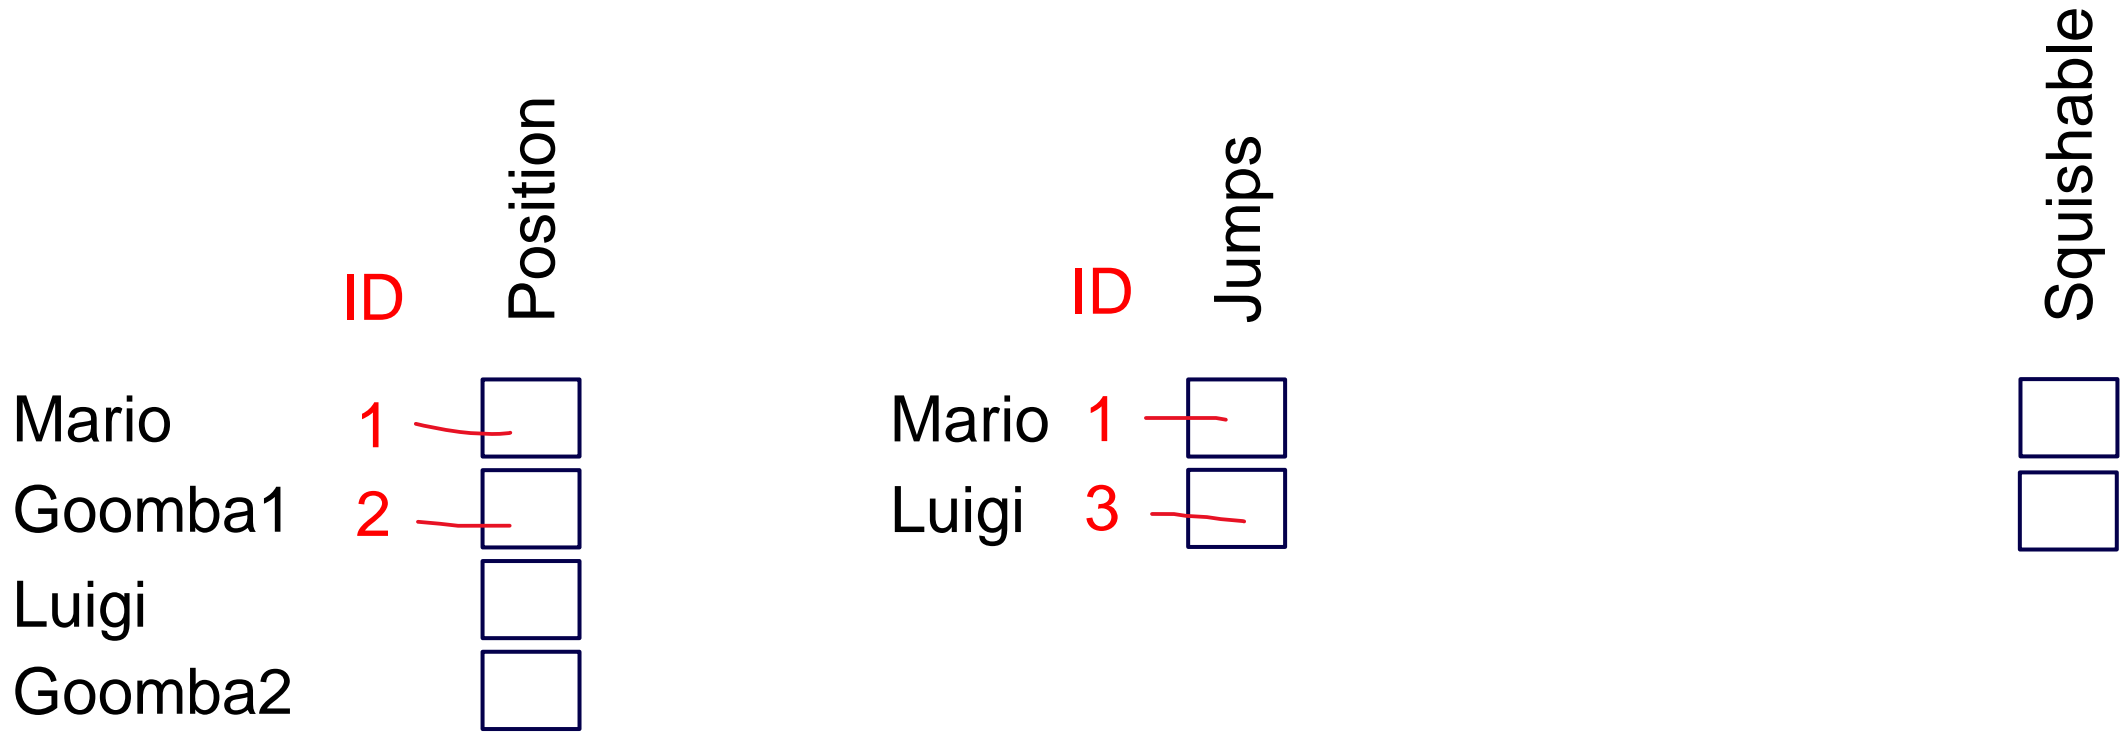 Position
Jumps
Squishable
ID
ID
Mario 1
Mario 1
Goomba1 2
Luigi 3
Luigi
Goomba2